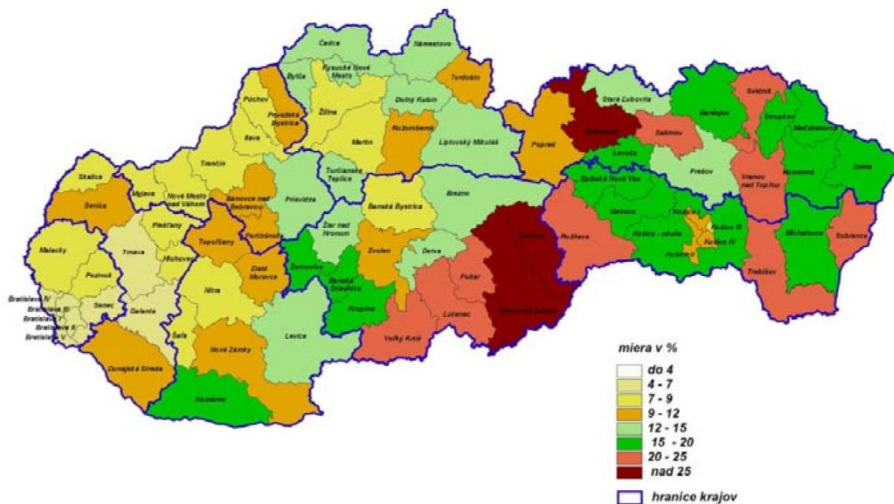 Čadca
Námestovo
Kysucké Nové
Mesto
Bytča
Tvrdošín
Svidník
Stará Ľubovňa
Dolný Kubín
Bardejov
Púchov
Považská
Bystrica
Žilina
Stropkov
Medzilaborce
Kežmarok
Sabinov
Ilava
Martin
Ružomberok
Liptovský Mikuláš
Poprad
Levoča
Prešov
Snina
Trenčín
Turčianske
Teplice
Vranov
nad Topľou
Humenné
Skalica
Myjava
Nové Mesto
nad Váhom
Bánovce nad
Bebravou
Prievidza
Brezno
Spišská Nová Ves
Senica
Banská Bystrica
Gelnica
Košice I
Piešťany
Topoľčany
Partizánske
Žiar nad
Hronom
Rožňava
Košice - okolie
Košice III
Košice IV
Michalovce
Sobrance
Malacky
Trnava
Hlohovec
Zvolen
Detva
Revúca
Košice II
Pezinok
Zlaté
Moravce
Žarnovica
Banská
Štiavnica
Poltár
Trebišov
Nitra
Bratislava IV
Bratislava III
Bratislava I
Bratislava II
Bratislava V
Senec
Galanta
Krupina
Rimavská Sobota
Levice
Lučenec
Šaľa
Nové Zámky
Veľký Krtíš
Dunajská Streda
Komárno
miera v %
do 4
4 - 7
7 - 9
9 - 12
12 - 15
15 - 20
20 - 25
nad 25
hranice krajov